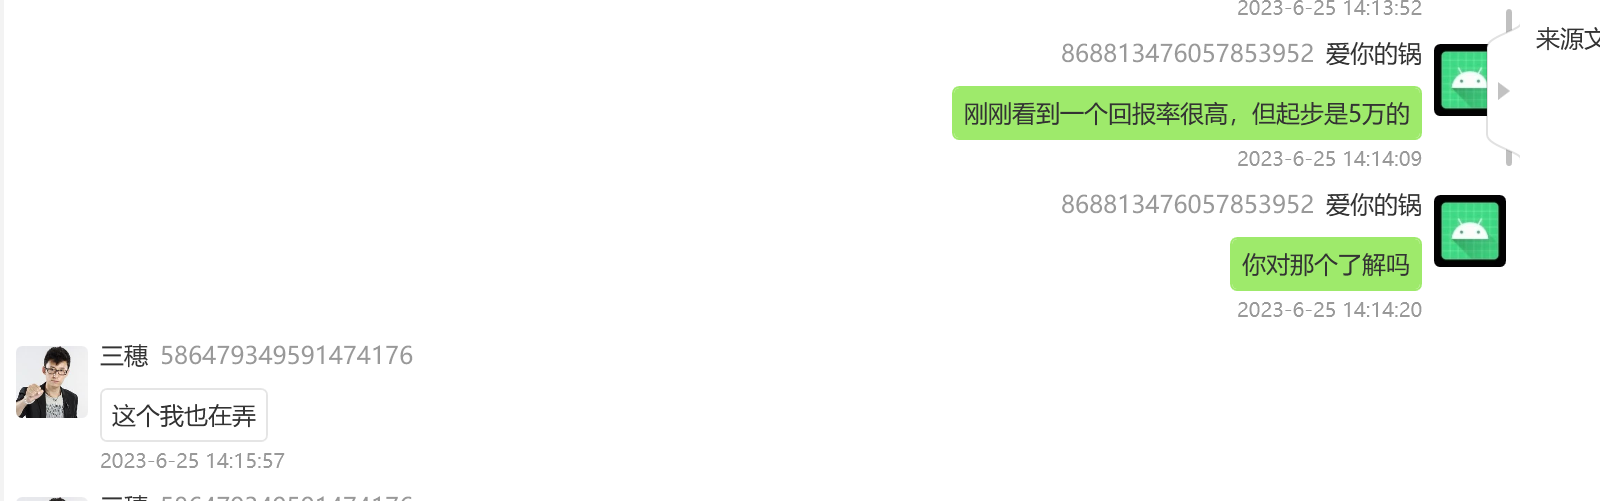 2023-6-25 14:13:52
来源文
868813476057853952 爱你的锅
刚刚看到一个回报率很高，但起步是5万的
2023-6-25 14:14:09
868813476057853952 爱你的锅
你对那个了解吗
2023-6-25 14:14:20
三穗 586479349591474176
这个我也在弄
2023-6-25 14:15:57
三穗 586479349591474176